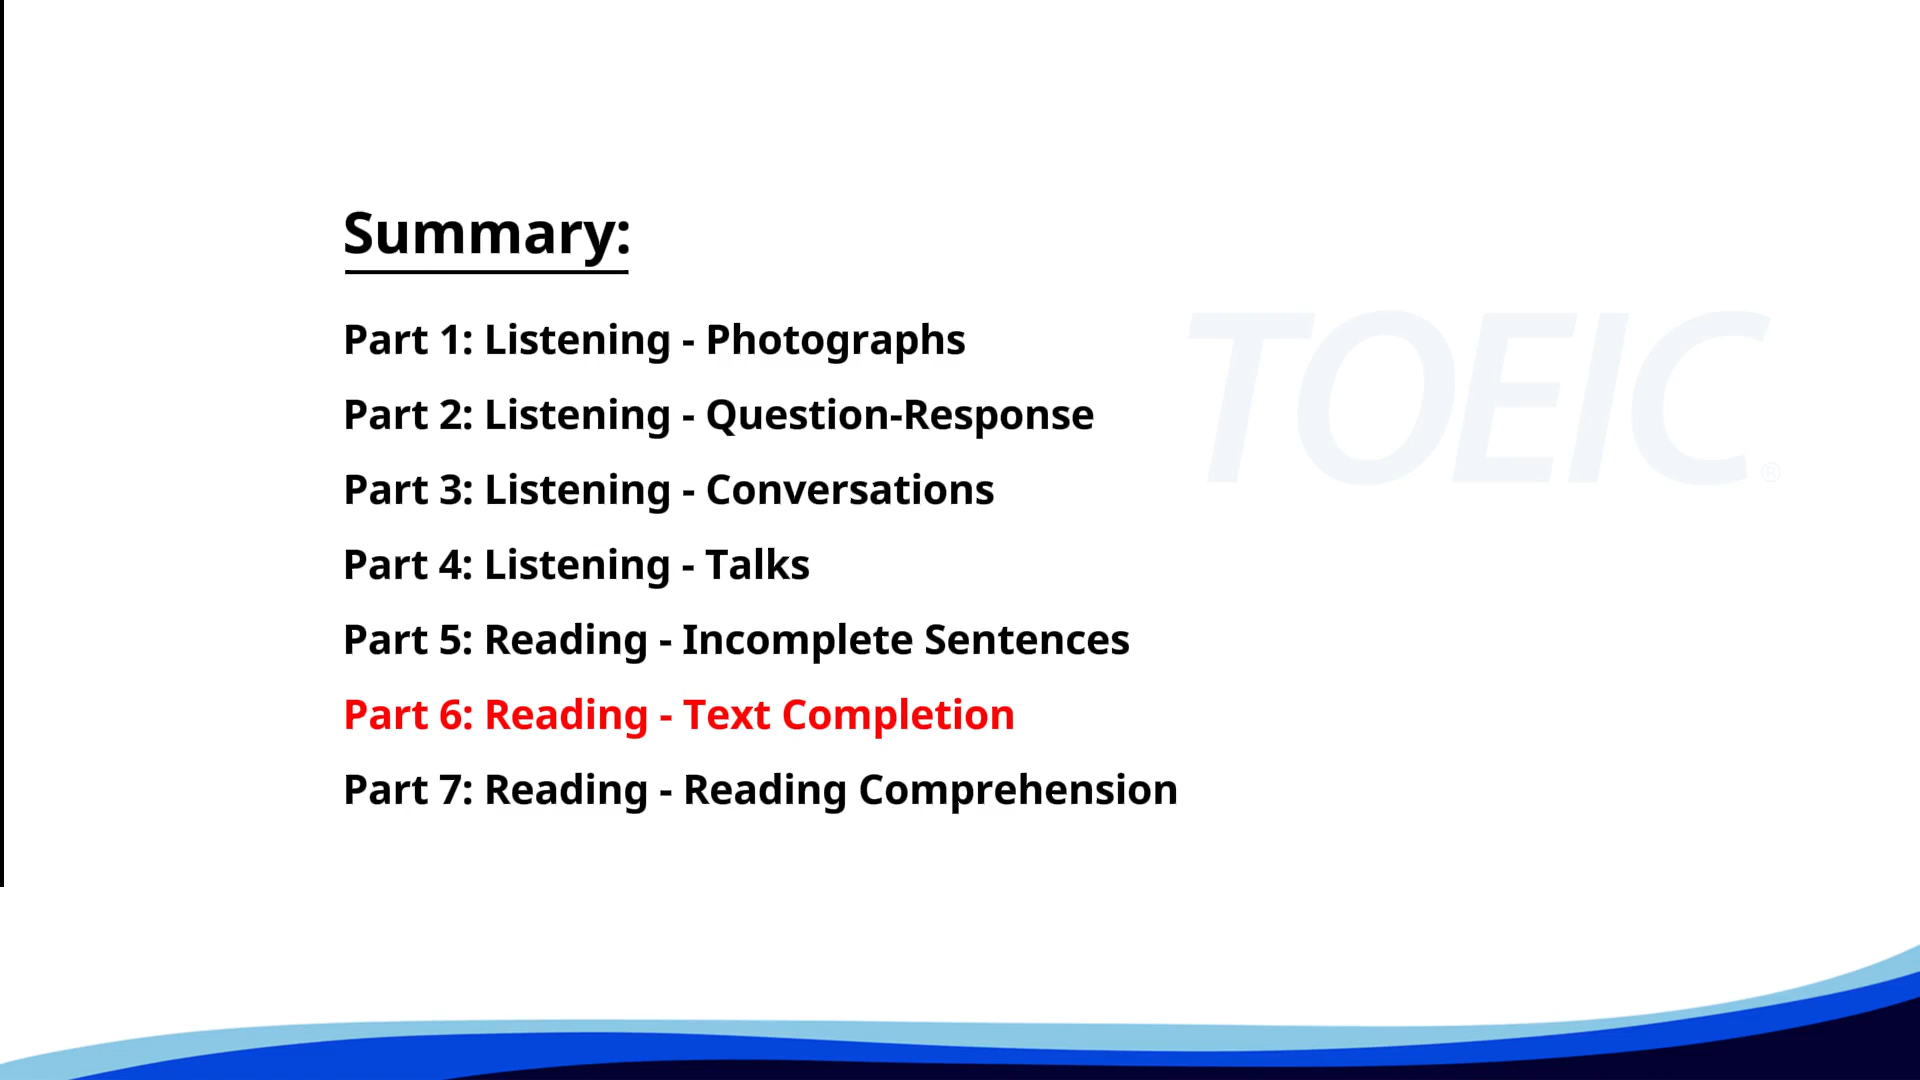 Summary:
Part 1: Listening - Photographs
Part 2: Listening - Question-Response
Part 3: Listening - Conversations
Part 4: Listening - Talks
Part 5: Reading - Incomplete Sentences
Part 6: Reading - Text Completion
Part 7: Reading - Reading Comprehension
TOEIC®